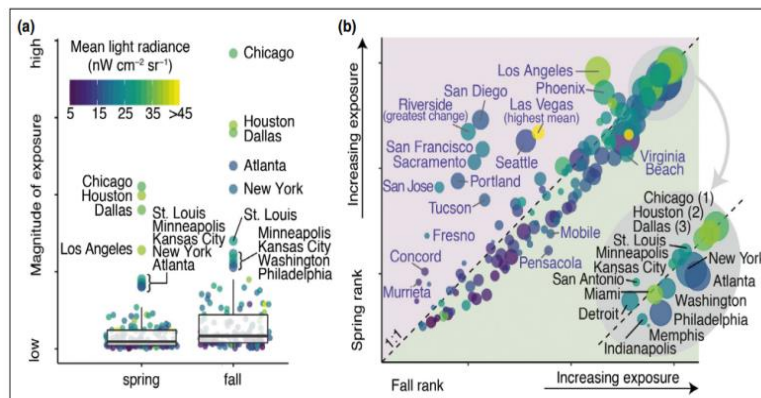 (a)
high
Magnitude of exposure
low
Mean light radiance
(nW cm⁻² sr⁻¹)
5 15 25 35 >45
Chicago
Houston
Dallas
Los Angeles
St. Louis
Minneapolis
Kansas City
New York
Atlanta
Chicago
Houston
Dallas
Atlanta
New York
St. Louis
Minneapolis
Kansas City
Washington
Philadelphia
spring
fall
(b)
Increasing exposure
Spring rank
Los Angeles
Phoenix
San Diego
Riverside
(greatest change)
Las Vegas
(highest mean)
San Francisco
Sacramento
Seattle
Virginia
Beach
San Jose
Portland
Tucson
Fresno
Mobile
Concord
Pensacola
Murrieta
1:1
Chicago (1)
Houston (2)
Dallas (3)
St. Louis
Minneapolis
Kansas City
New York
San Antonio
Atlanta
Miami
Washington
Detroit
Philadelphia
Memphis
Indianapolis
Fall rank
Increasing exposure